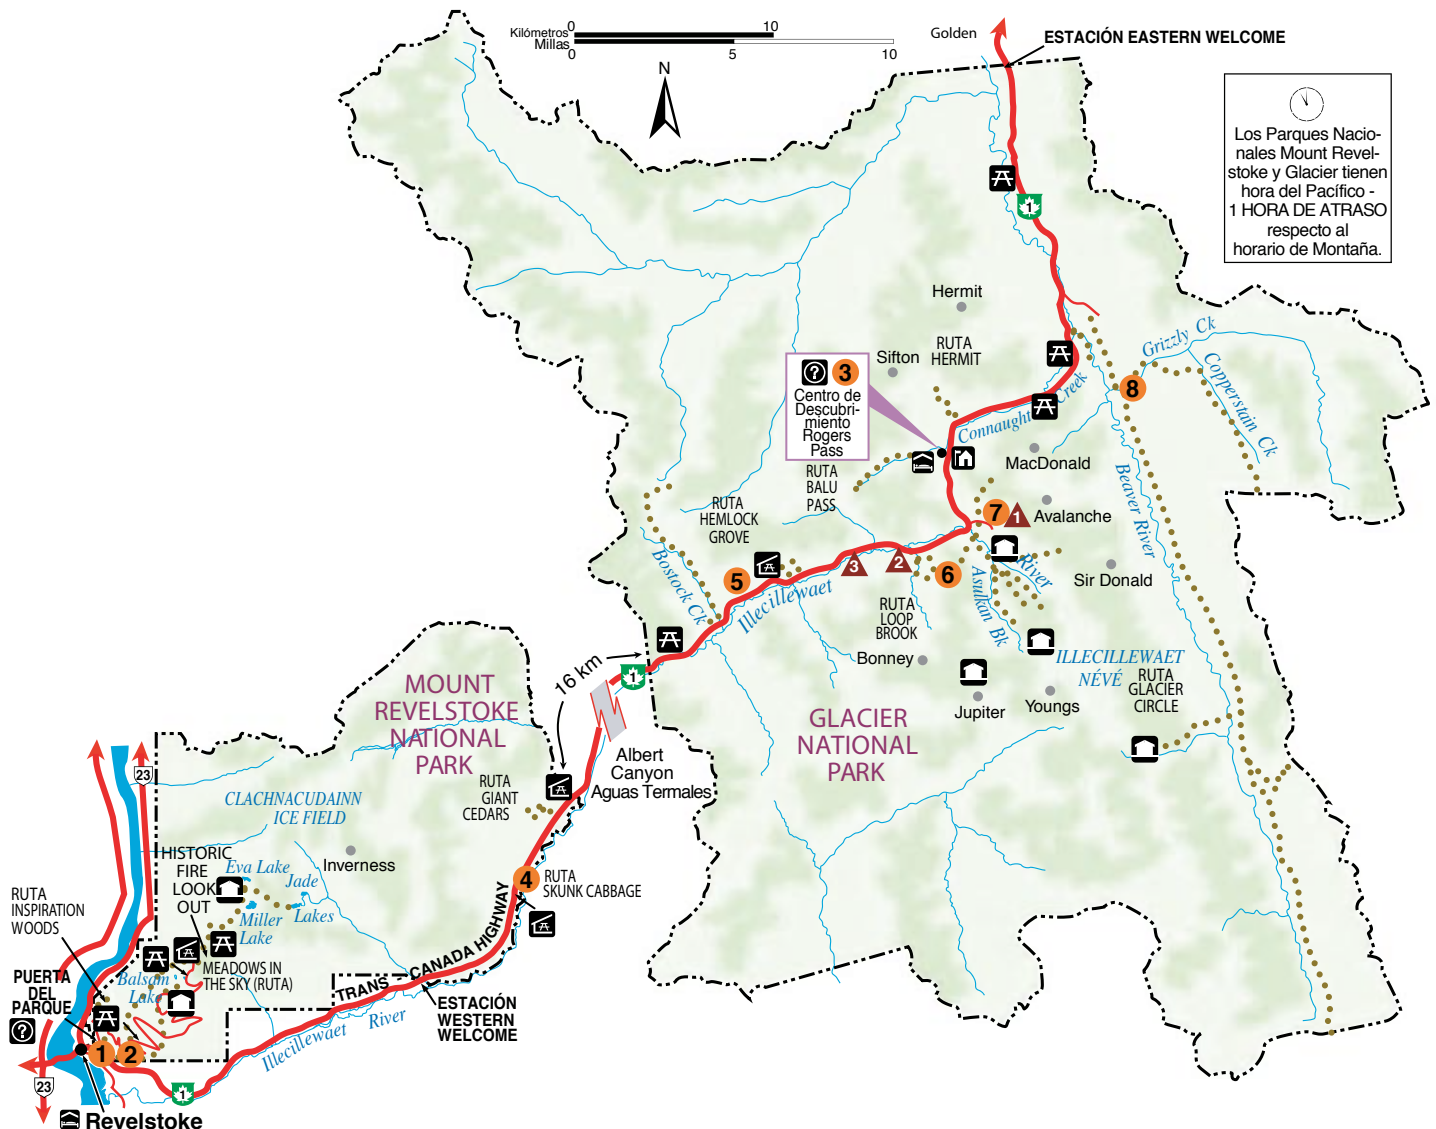 Kilómetros
0
10
Millas
0
5
10
N
Golden
ESTACIÓN EASTERN WELCOME
Los Parques Nacio-
nales Mount Revel-
stoke y Glacier tienen
hora del Pacífico -
1 HORA DE ATRASO
respecto al
horario de Montaña.
1
Hermit
RUTA
HERMIT
Sifton
? 3
Centro de
Descubri-
miento
Rogers
Pass
Connaught Creek
Grizzly Ck
Copperstain Ck
8
MacDonald
Beaver River
RUTA
BALU
PASS
7
1
Avalanche
RUTA
HEMLOCK
GROVE
Bostock Ck
5
3
2
6
Illecillewaet
River
Asulkan Bk
Sir Donald
RUTA
LOOP
BROOK
Bonney
ILLECILLEWAET
NÉVÉ
RUTA
GLACIER
CIRCLE
Jupiter
Youngs
16 km
1
MOUNT
REVELSTOKE
NATIONAL
PARK
GLACIER
NATIONAL
PARK
Albert
Canyon
Aguas Termales
RUTA
GIANT
CEDARS
23
CLACHNACUDAINN
ICE FIELD
HISTORIC
FIRE
LOOK
OUT
Inverness
Eva Lake
Jade
Lakes
Miller
Lake
4
RUTA
SKUNK CABBAGE
RUTA
INSPIRATION
WOODS
MEADOWS IN
THE SKY (RUTA)
Balsam
Lake
PUERTA
DEL
PARQUE
?
TRANS - CANADA HIGHWAY
ESTACIÓN
WESTERN
WELCOME
Illecillewaet River
1
2
23
1
Revelstoke